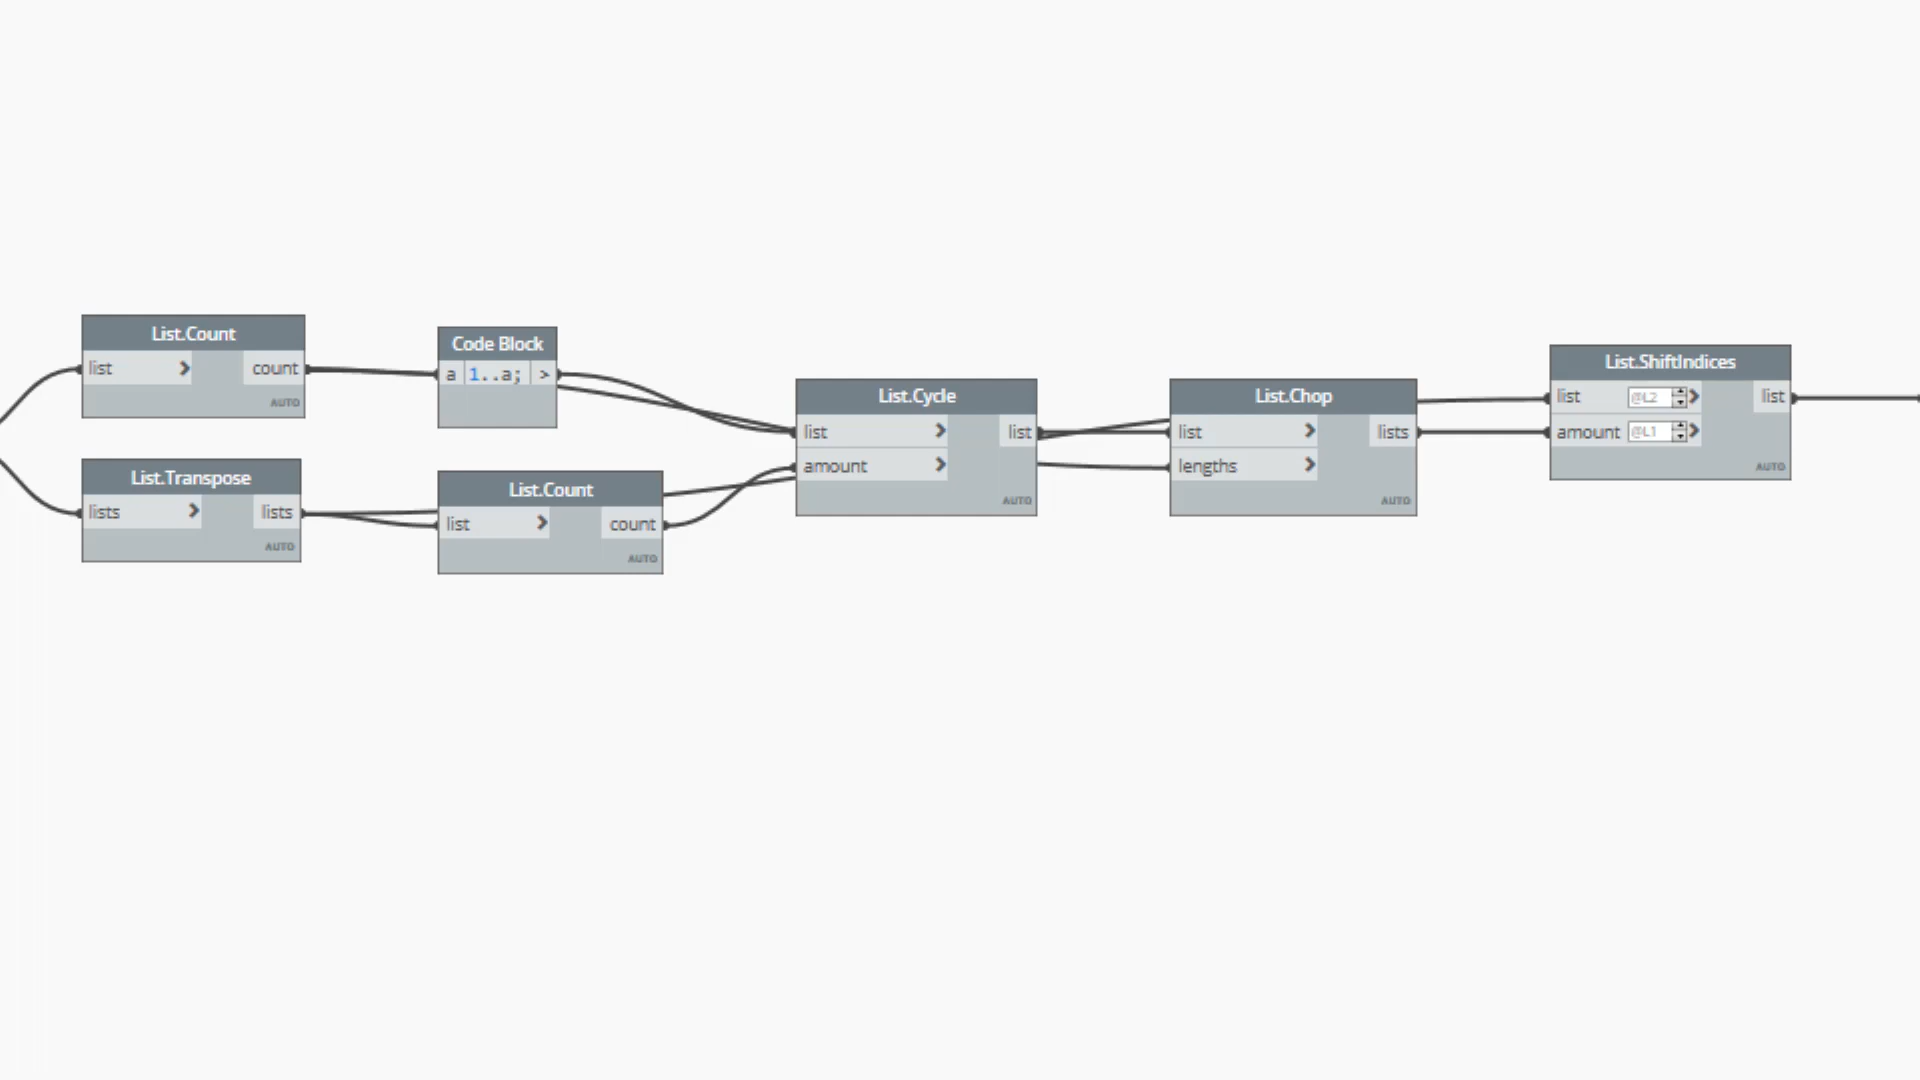 List.Count
list > count
AUTO
Code Block
a 1..a; >
List.Transpose
lists > lists
AUTO
List.Count
list > count
AUTO
List.Cycle
list > list
amount >
AUTO
List.Chop
list > lists
lengths >
AUTO
List.ShiftIndices
list @L2 > list
amount @L1 >
AUTO